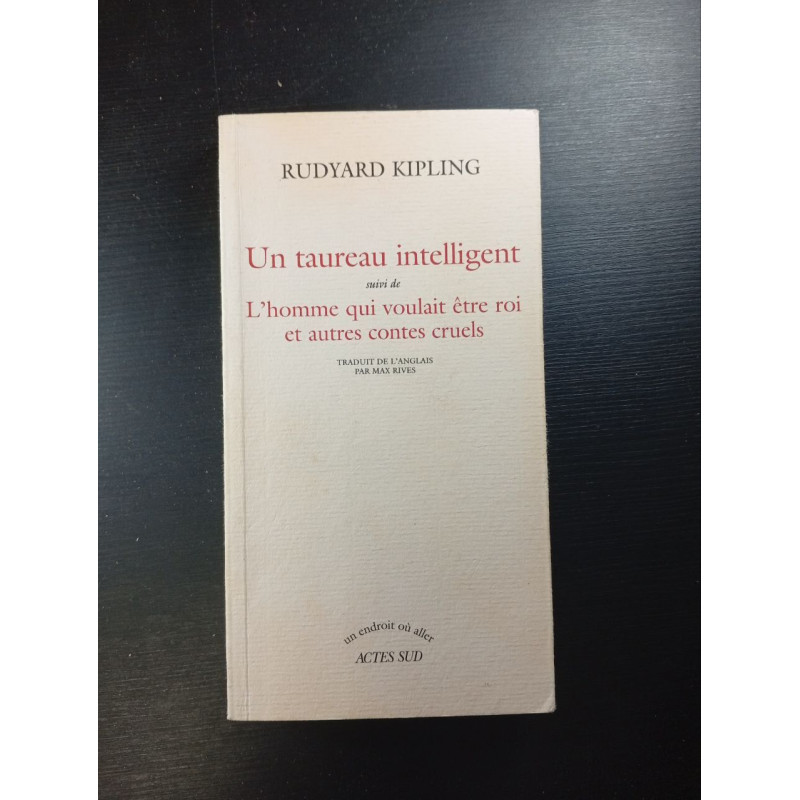 RUDYARD KIPLING
Un taureau intelligent
suivi de
L'homme qui voulait être roi
et autres contes cruels
TRADUIT DE L'ANGLAIS
PAR MAX RIVES
un endroit où aller
ACTES SUD